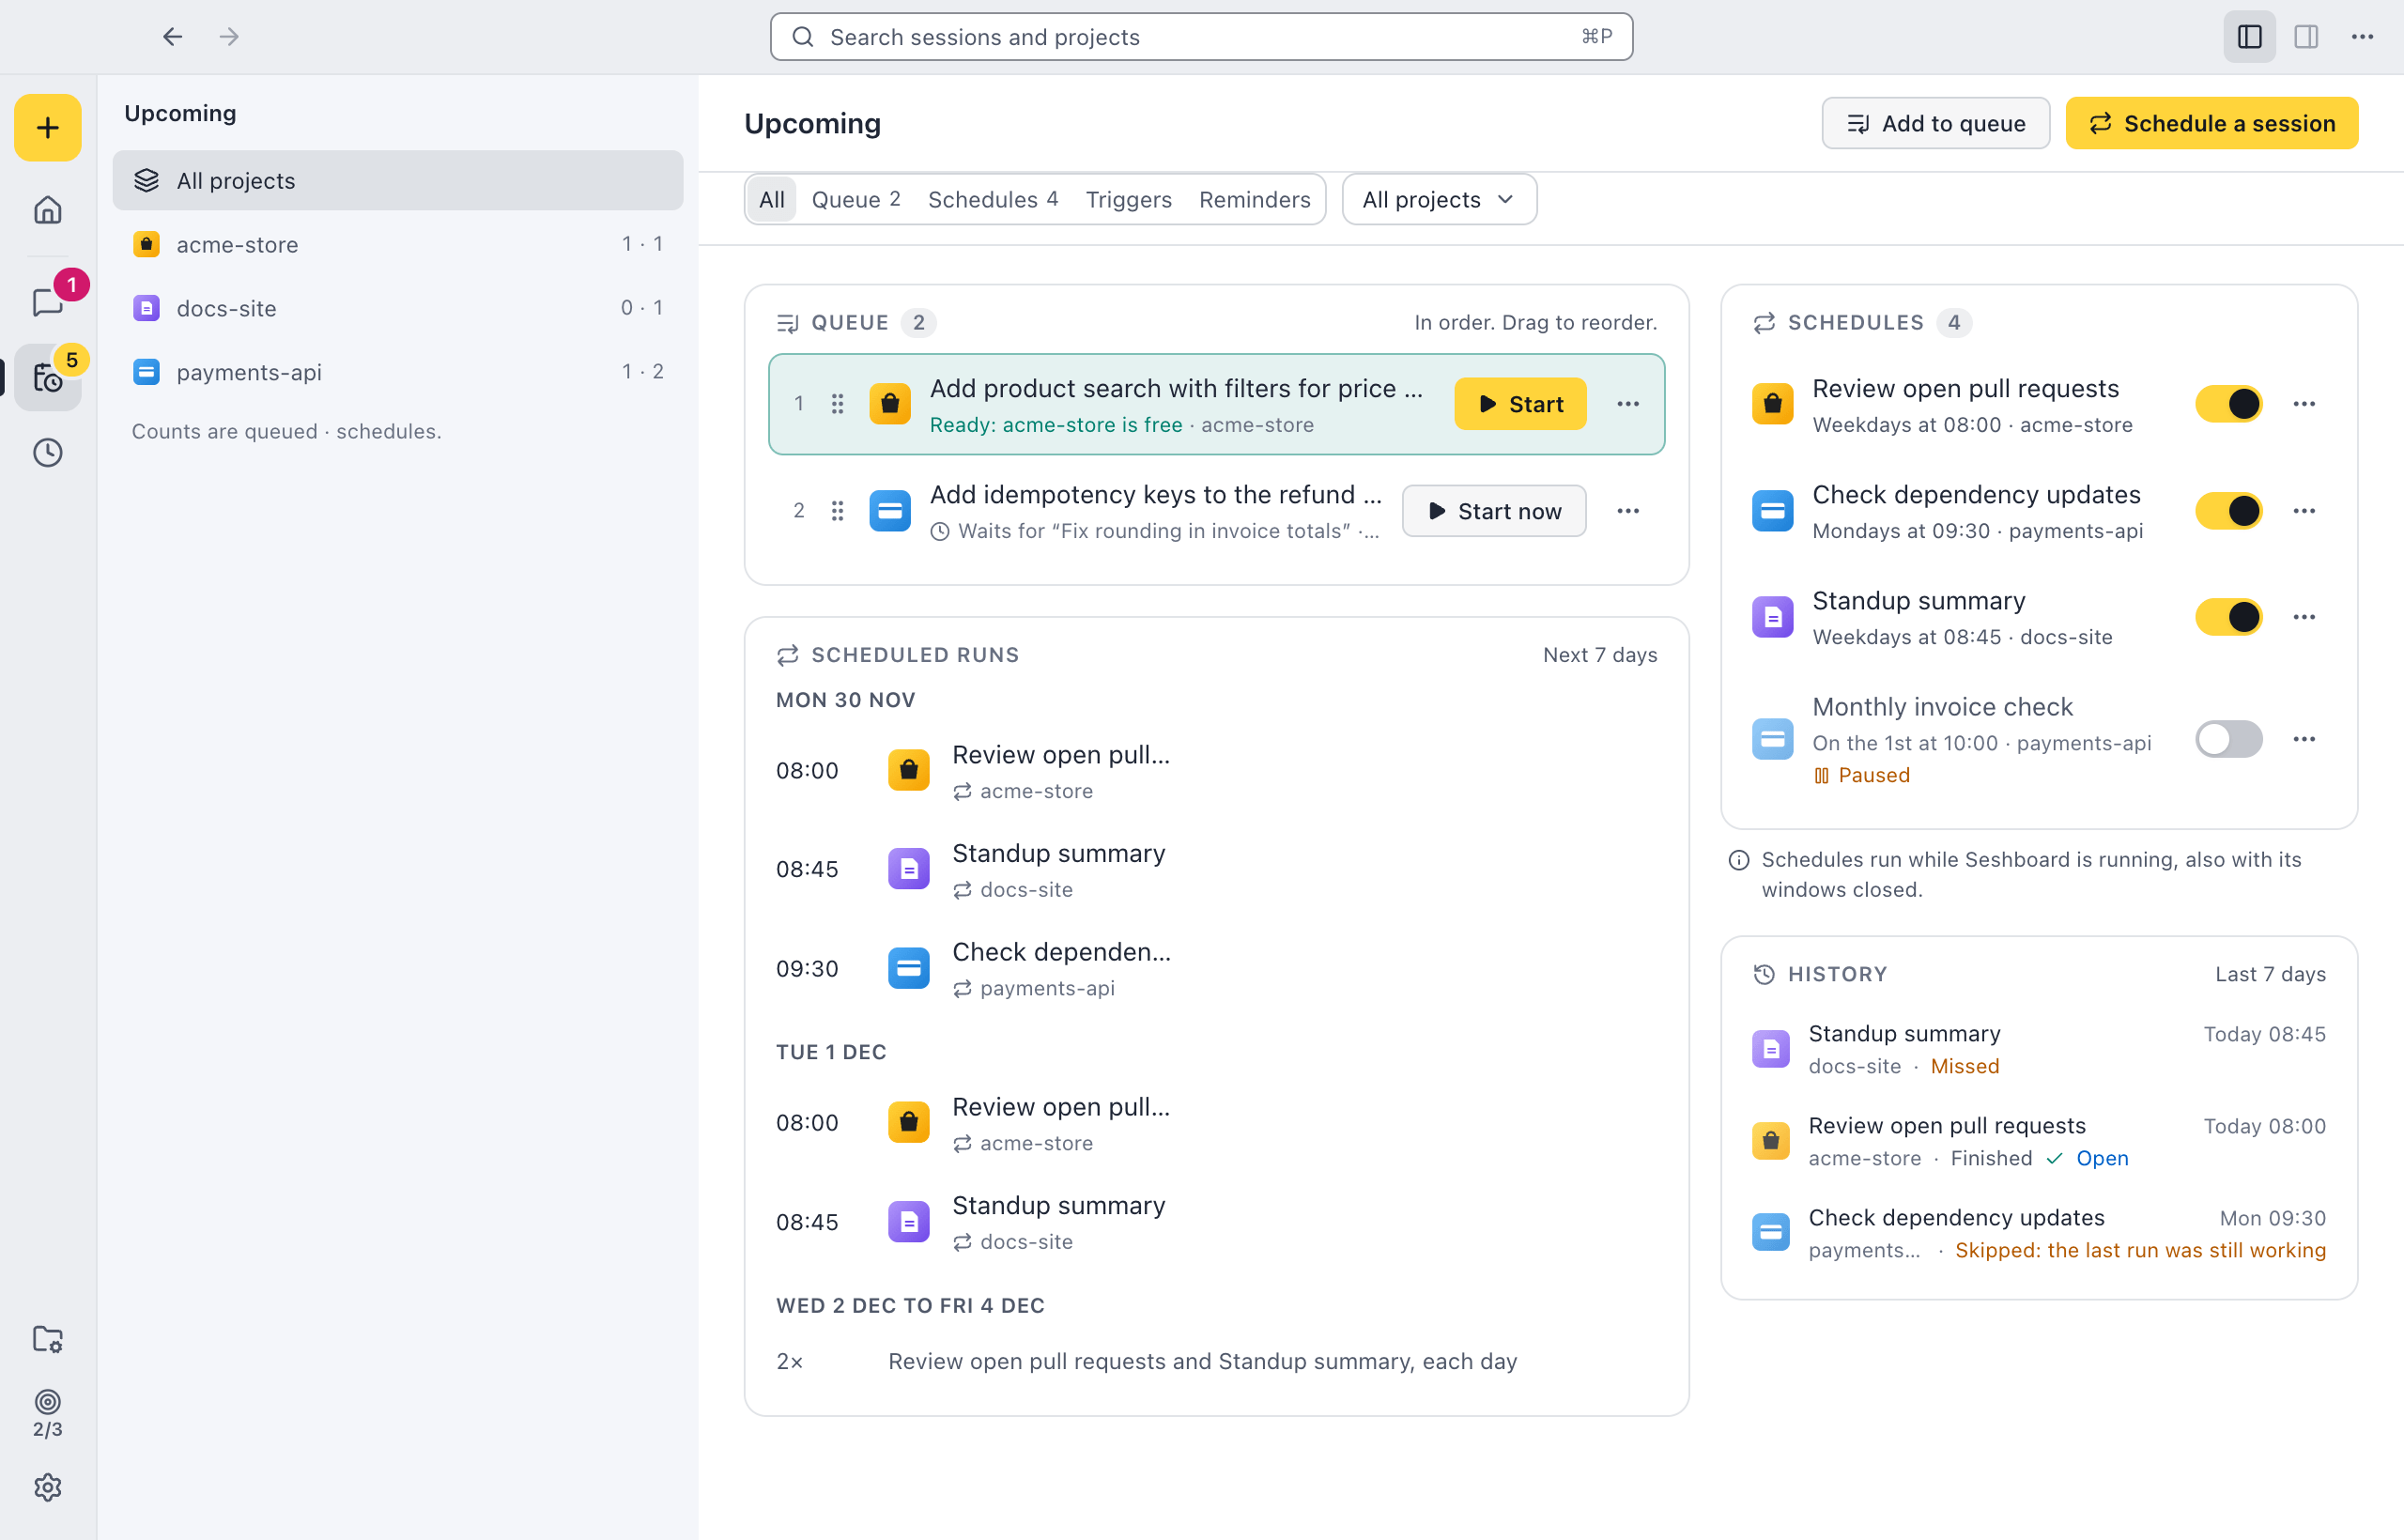 Search sessions and projects ⌘P
Upcoming
All projects
acme-store 1 · 1
docs-site 0 · 1
payments-api 1 · 2
Counts are queued · schedules.
1
5
2/3
Upcoming
Add to queue
Schedule a session
All Queue 2 Schedules 4 Triggers Reminders
All projects
QUEUE 2 In order. Drag to reorder.
1 Add product search with filters for price ...
Ready: acme-store is free · acme-store
Start
2 Add idempotency keys to the refund ...
Waits for “Fix rounding in invoice totals” ·...
Start now
SCHEDULED RUNS Next 7 days
MON 30 NOV
08:00 Review open pull...
acme-store
08:45 Standup summary
docs-site
09:30 Check dependen...
payments-api
TUE 1 DEC
08:00 Review open pull...
acme-store
08:45 Standup summary
docs-site
WED 2 DEC TO FRI 4 DEC
2× Review open pull requests and Standup summary, each day
SCHEDULES 4
Review open pull requests
Weekdays at 08:00 · acme-store
Check dependency updates
Mondays at 09:30 · payments-api
Standup summary
Weekdays at 08:45 · docs-site
Monthly invoice check
On the 1st at 10:00 · payments-api
Paused
Schedules run while Seshboard is running, also with its
windows closed.
HISTORY Last 7 days
Standup summary Today 08:45
docs-site · Missed
Review open pull requests Today 08:00
acme-store · Finished ✓ Open
Check dependency updates Mon 09:30
payments... · Skipped: the last run was still working